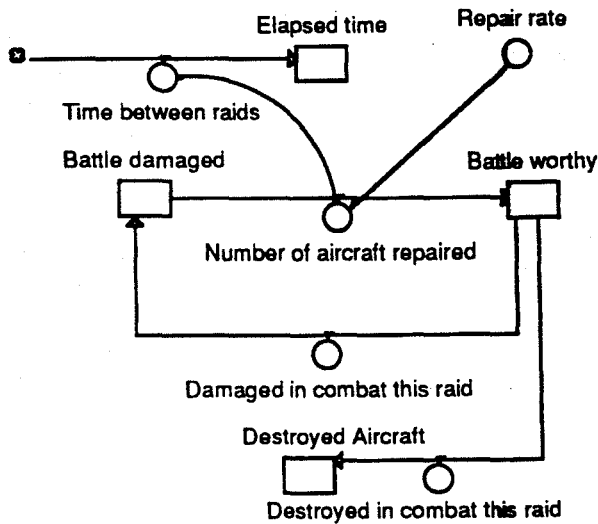 Elapsed time
Repair rate
Time between raids
Battle damaged
Battle worthy
Number of aircraft repaired
Damaged in combat this raid
Destroyed Aircraft
Destroyed in combat this raid